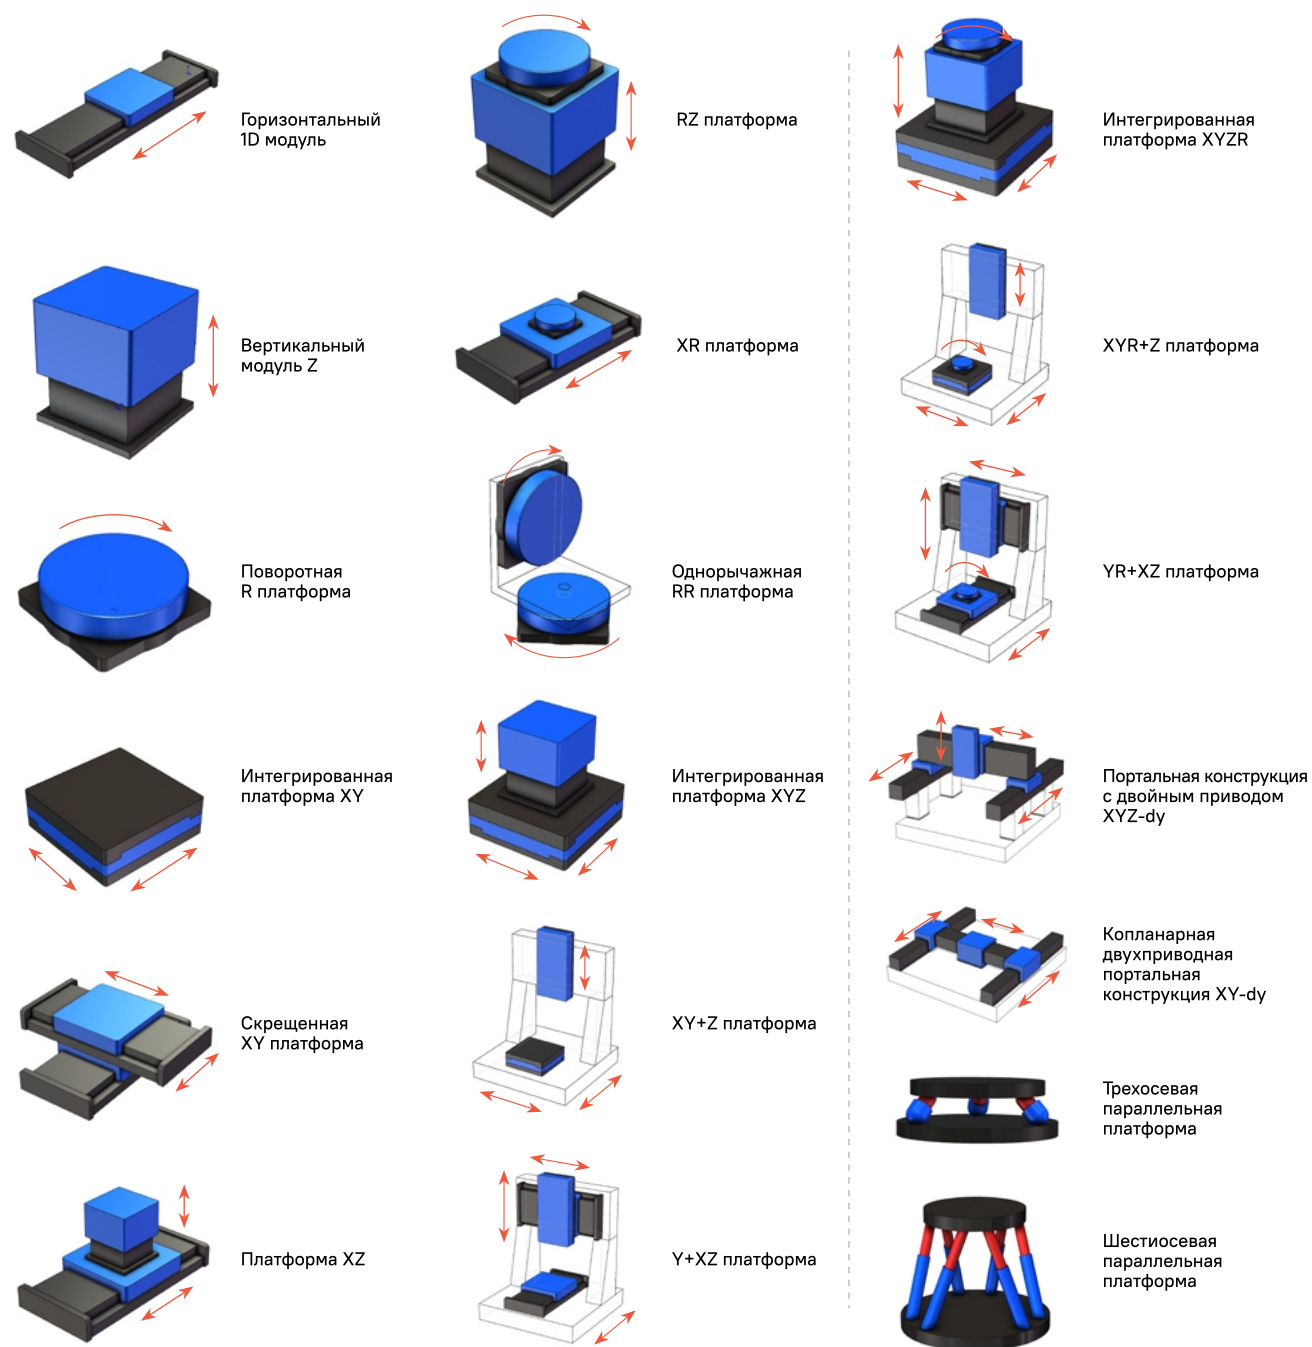 Горизонтальный
1D модуль
Вертикальный
модуль Z
Поворотная
R платформа
Интегрированная
платформа XY
Скрещенная
XY платформа
Платформа XZ
RZ платформа
XR платформа
Однорычажная
RR платформа
Интегрированная
платформа XYZ
XY+Z платформа
Y+XZ платформа
Интегрированная
платформа XYZR
XYR+Z платформа
YR+XZ платформа
Портальная конструкция
с двойным приводом
XYZ-dy
Копланарная
двухприводная
портальная
конструкция XY-dy
Трехосевая
параллельная
платформа
Шестиосевая
параллельная
платформа